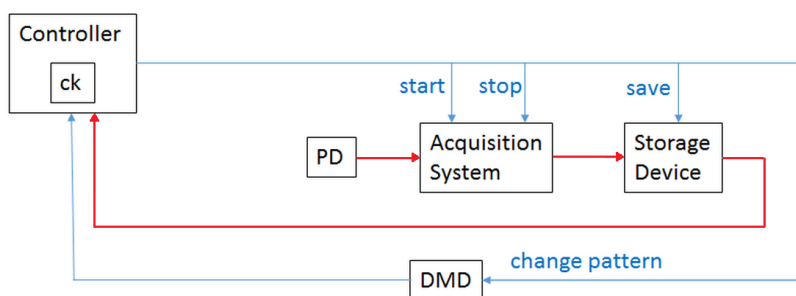 Controller
ck
start
stop
save
PD
Acquisition
System
Storage
Device
change pattern
DMD